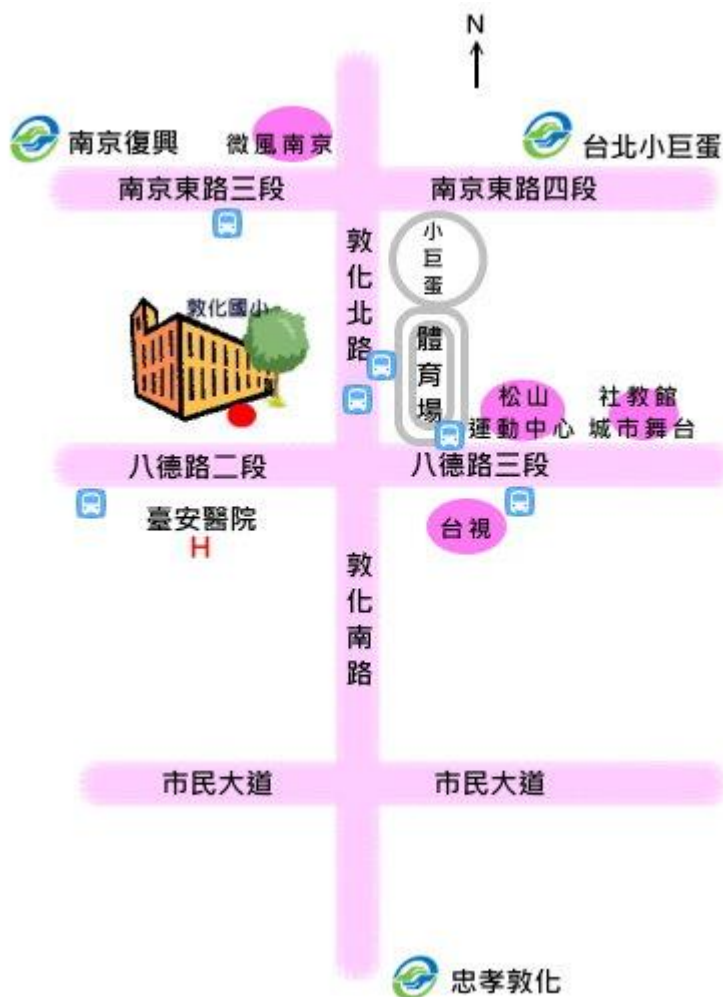 N
南京復興
微風南京
台北小巨蛋
南京東路三段
南京東路四段
敦化北路
小巨蛋
敦化國小
體育場
松山
運動中心
社教館
城市舞台
八德路二段
八德路三段
臺安醫院
H
台視
敦化南路
市民大道
市民大道
忠孝敦化